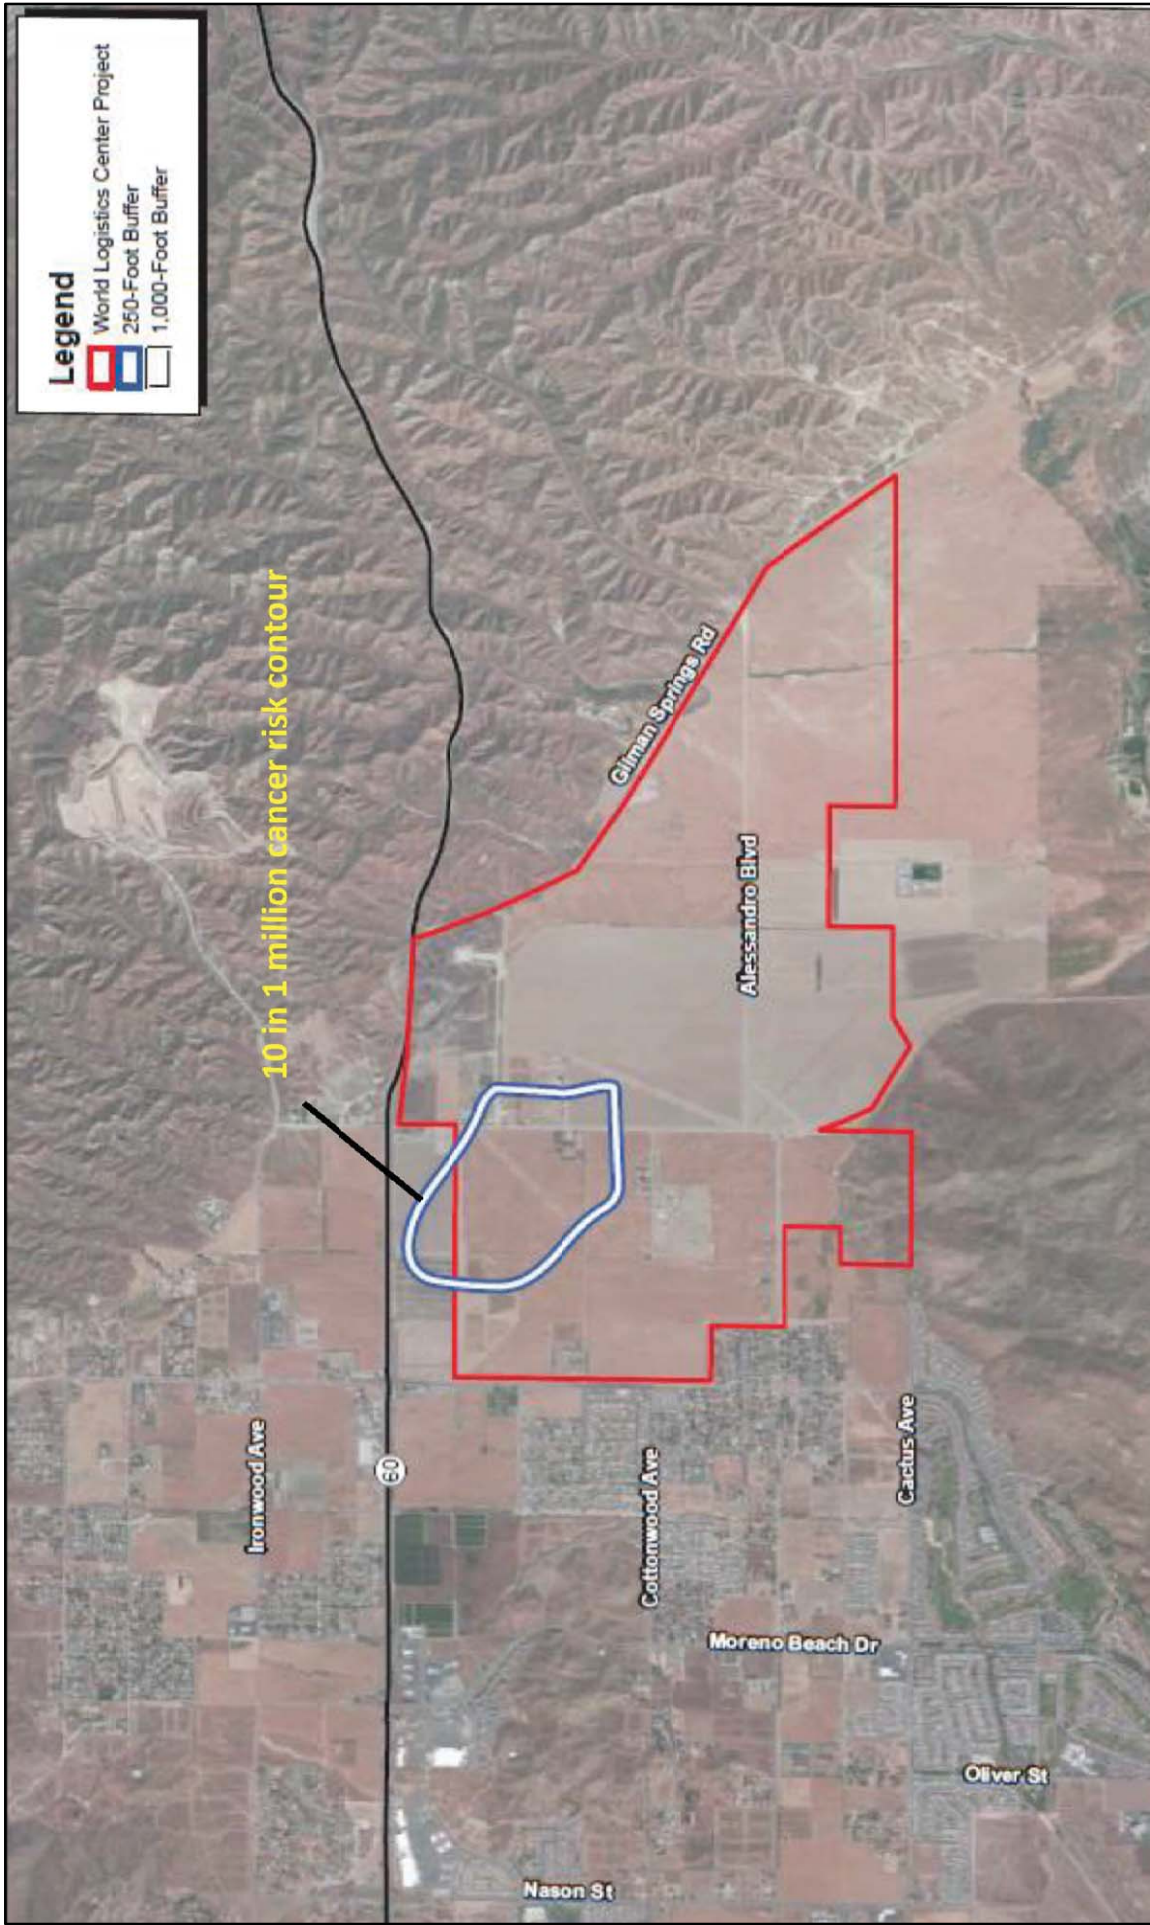 Legend
World Logistics Center Project
250-Foot Buffer
1,000-Foot Buffer
10 in 1 million cancer risk contour
Ironwood Ave
60
Gilman Springs Rd
Alessandro Blvd
Cottonwood Ave
Cactus Ave
Moreno Beach Dr
Oliver St
Nason St